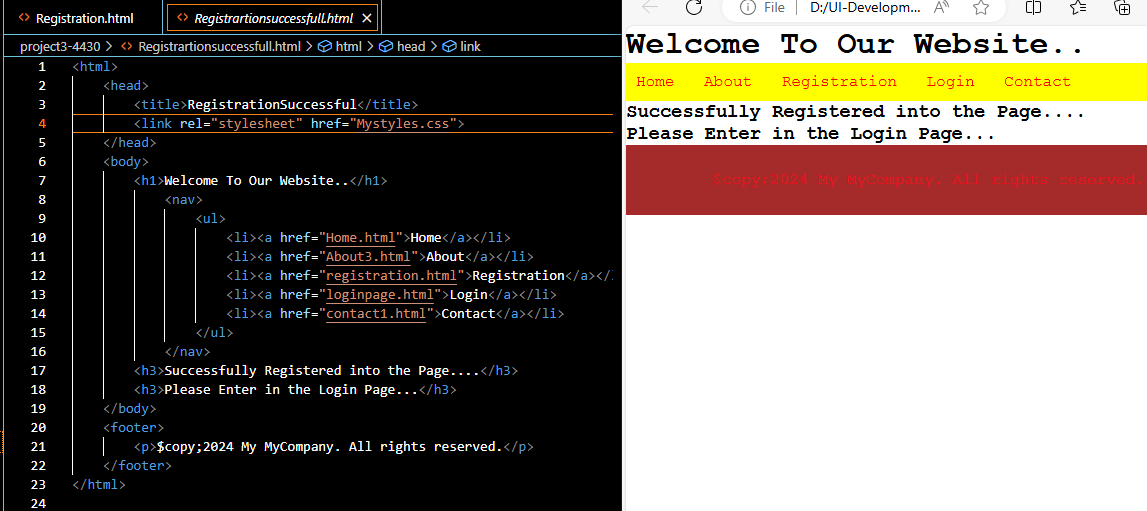 Registration.html
Registrartionsuccessfull.html
project3-4430 > Registrartionsuccessfull.html > html > head > link
1 <html>
2 <head>
3 <title>RegistrationSuccessful</title>
4 <link rel="stylesheet" href="Mystyles.css">
5 </head>
6 <body>
7 <h1>Welcome To Our Website..</h1>
8 <nav>
9 <ul>
10 <li><a href="Home.html">Home</a></li>
11 <li><a href="About3.html">About</a></li>
12 <li><a href="registration.html">Registration</a></
13 <li><a href="loginpage.html">Login</a></li>
14 <li><a href="contact1.html">Contact</a></li>
15 </ul>
16 </nav>
17 <h3>Successfully Registered into the Page....</h3>
18 <h3>Please Enter in the Login Page...</h3>
19 </body>
20 <footer>
21 <p>$copy;2024 My MyCompany. All rights reserved.</p>
22 </footer>
23 </html>
24
File D:/UI-Developm...
Welcome To Our Website..
Home About Registration Login Contact
Successfully Registered into the Page....
Please Enter in the Login Page...
$copy;2024 My MyCompany. All rights reserved.